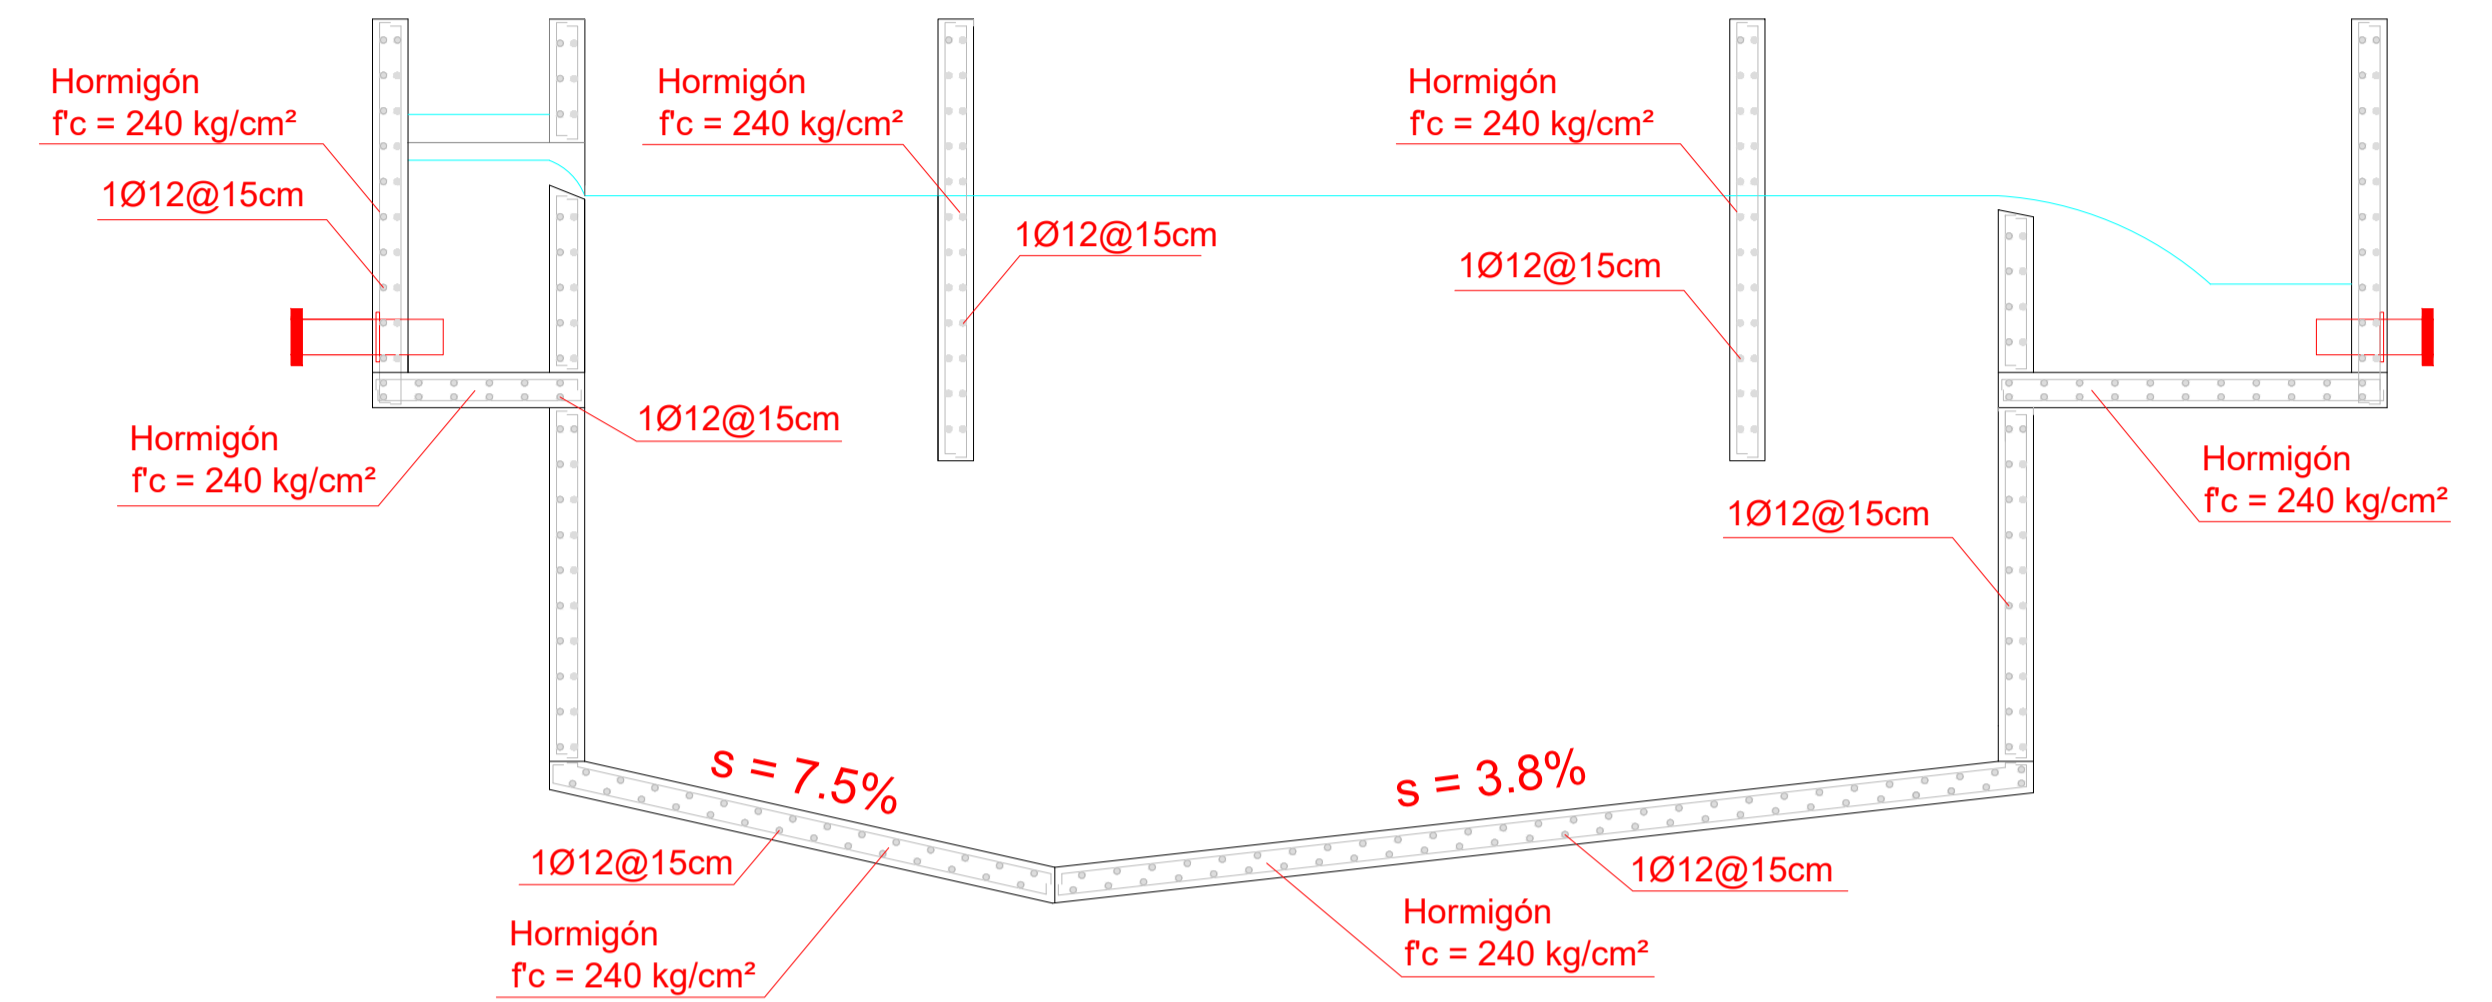 Hormigón
f'c = 240 kg/cm²
1Ø12@15cm
Hormigón
f'c = 240 kg/cm²
1Ø12@15cm
Hormigón
f'c = 240 kg/cm²
1Ø12@15cm
1Ø12@15cm
Hormigón
f'c = 240 kg/cm²
Hormigón
f'c = 240 kg/cm²
1Ø12@15cm
s = 7.5%
s = 3.8%
1Ø12@15cm
1Ø12@15cm
Hormigón
f'c = 240 kg/cm²
Hormigón
f'c = 240 kg/cm²